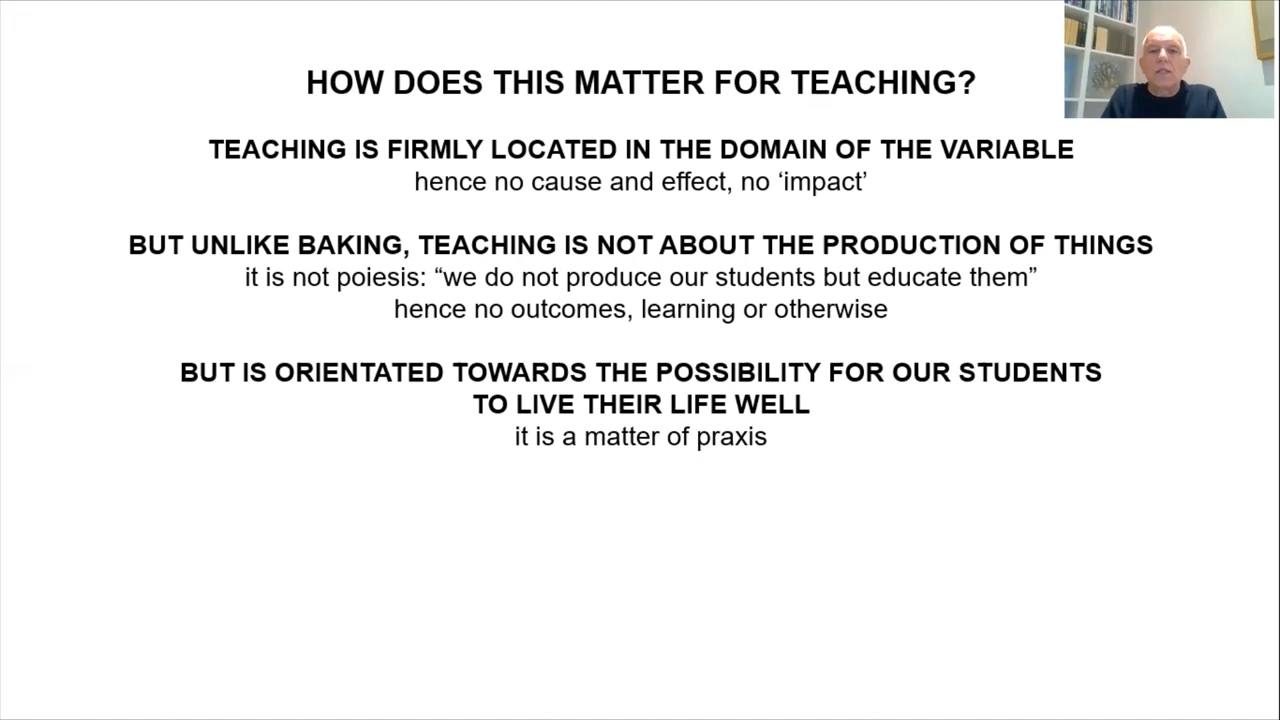 HOW DOES THIS MATTER FOR TEACHING?
TEACHING IS FIRMLY LOCATED IN THE DOMAIN OF THE VARIABLE
hence no cause and effect, no ‘impact’
BUT UNLIKE BAKING, TEACHING IS NOT ABOUT THE PRODUCTION OF THINGS
it is not poiesis: “we do not produce our students but educate them”
hence no outcomes, learning or otherwise
BUT IS ORIENTATED TOWARDS THE POSSIBILITY FOR OUR STUDENTS
TO LIVE THEIR LIFE WELL
it is a matter of praxis